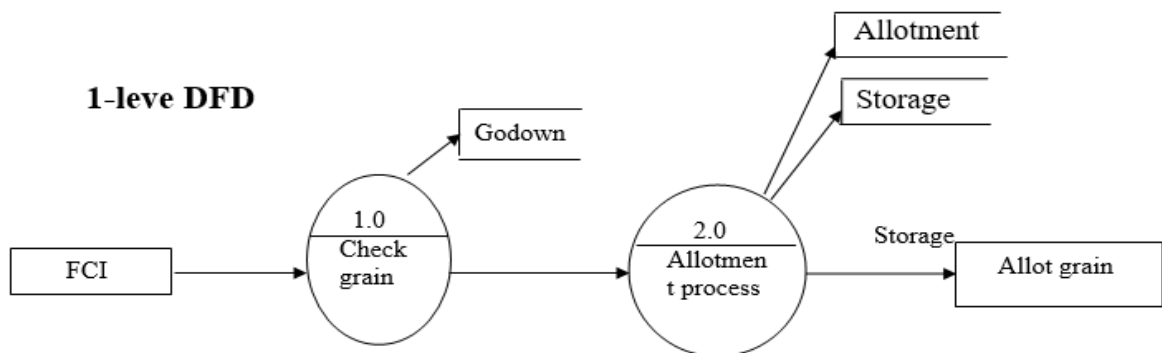 Allotment
1-leve DFD
Storage
Godown
1.0
Check
grain
2.0
Allotmen
t process
FCI
Storage
Allot grain